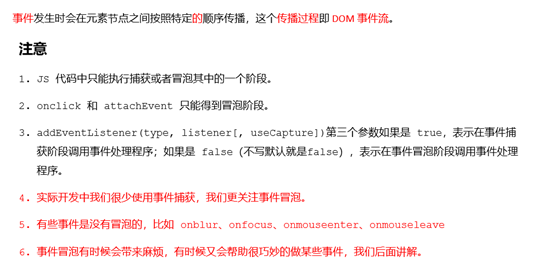 事件发生时会在元素节点之间按照特定的顺序传播，这个传播过程即 DOM 事件流。
注意
1. JS 代码中只能执行捕获或者冒泡其中的一个阶段。
2. onclick 和 attachEvent 只能得到冒泡阶段。
3. addEventListener(type, listener[, useCapture])第三个参数如果是 true，表示在事件捕
获阶段调用事件处理程序；如果是 false（不写默认就是false），表示在事件冒泡阶段调用事件处理
程序。
4. 实际开发中我们很少使用事件捕获，我们更关注事件冒泡。
5. 有些事件是没有冒泡的，比如 onblur、onfocus、onmouseenter、onmouseleave
6. 事件冒泡有时候会带来麻烦，有时候又会帮助很巧妙的做某些事件，我们后面讲解。